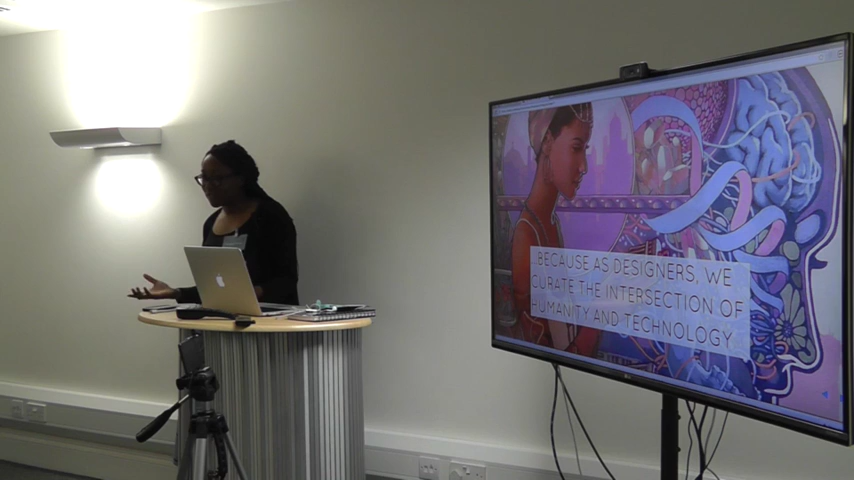 BECAUSE AS DESIGNERS, WE
CURATE THE INTERSECTION OF
HUMANITY AND TECHNOLOGY